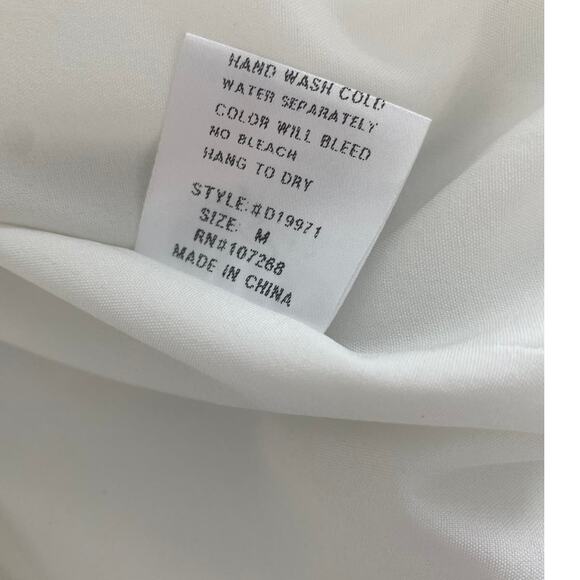 HAND WASH COLD
WATER SEPARATELY
COLOR WILL BLEED
NO BLEACH
HANG TO DRY
STYLE:#D19971
SIZE: M
RN#107268
MADE IN CHINA